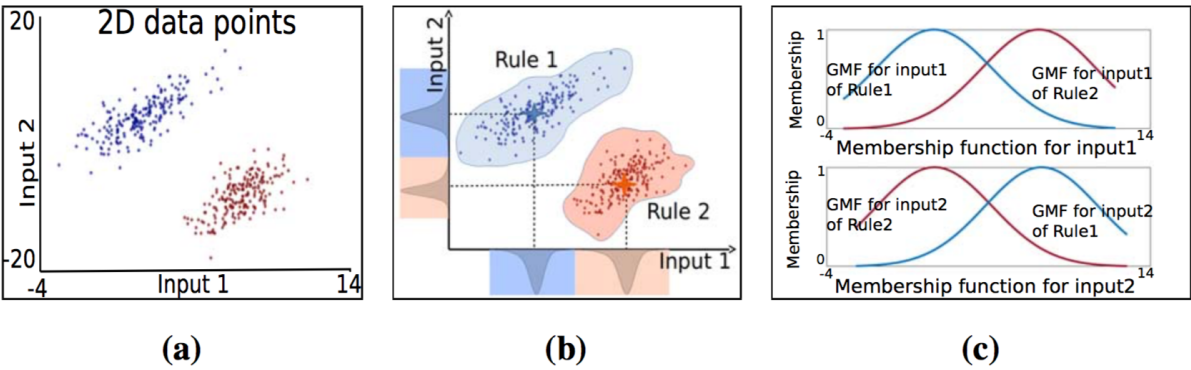 2D data points
20
Input 2
-20
-4
Input 1
14
(a)
Input 2
Rule 1
Rule 2
Input 1
(b)
Membership
1
GMF for input1
of Rule1
GMF for input1
of Rule2
0
-4
14
Membership function for input1
Membership
1
GMF for input2
of Rule2
GMF for input2
of Rule1
0
-4
14
Membership function for input2
(c)